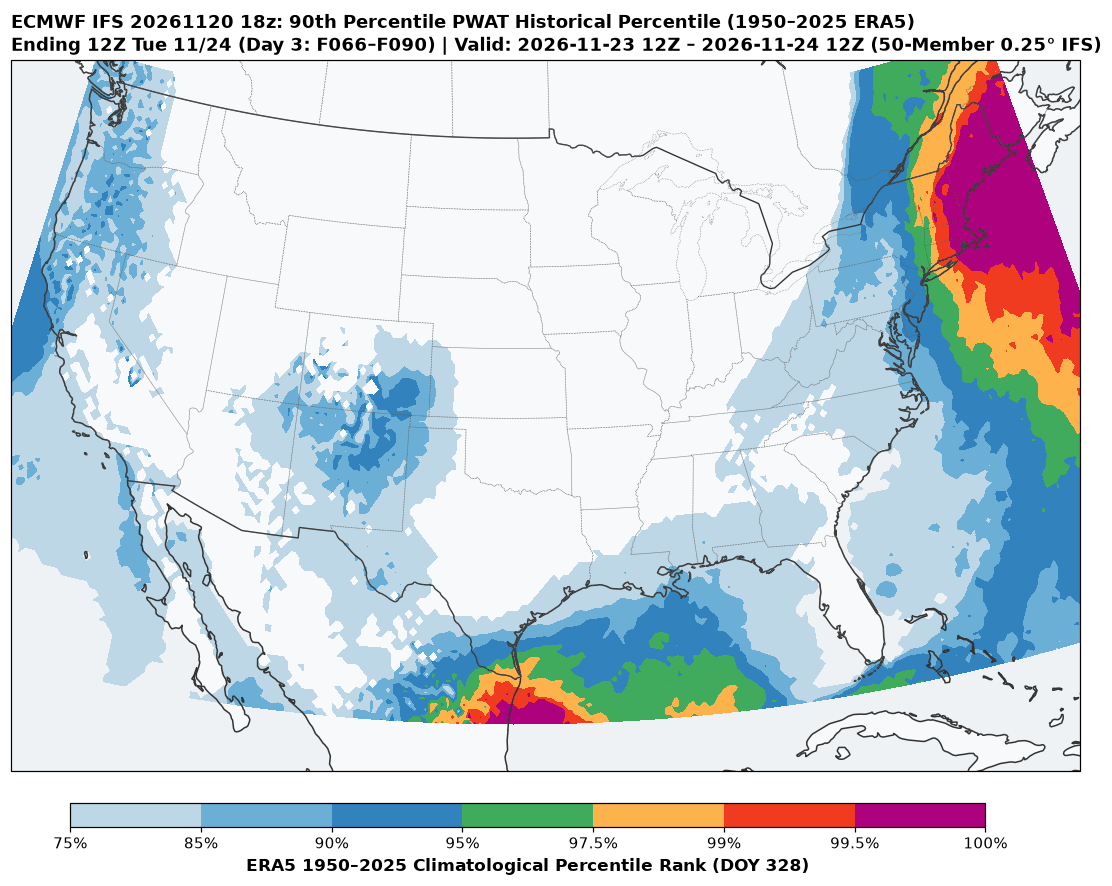 ECMWF IFS 20261120 18z: 90th Percentile PWAT Historical Percentile (1950–2025 ERA5)
Ending 12Z Tue 11/24 (Day 3: F066–F090) | Valid: 2026-11-23 12Z – 2026-11-24 12Z (50-Member 0.25° IFS)
75% 85% 90% 95% 97.5% 99% 99.5% 100%
ERA5 1950–2025 Climatological Percentile Rank (DOY 328)